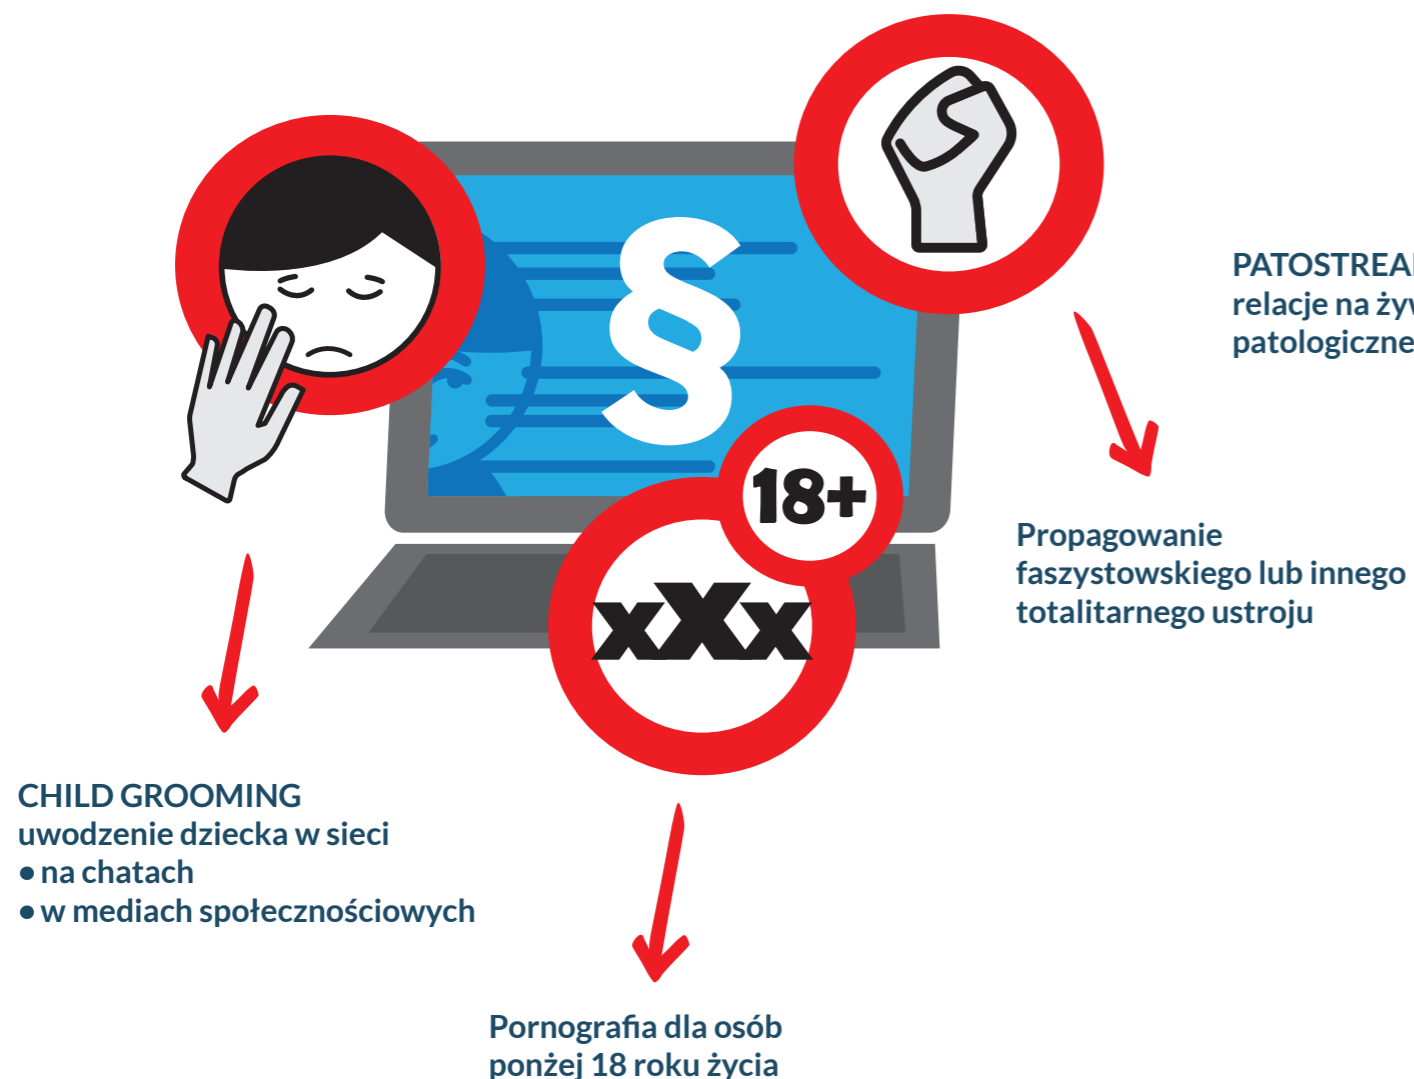 §
18+
xXx
PATOSTREA
relacje na ży
patologiczne
Propagowanie
faszystowskiego lub innego
totalitarnego ustroju
CHILD GROOMING
uwodzenie dziecka w sieci
• na chatach
• w mediach społecznościowych
Pornografia dla osób
ponżej 18 roku życia